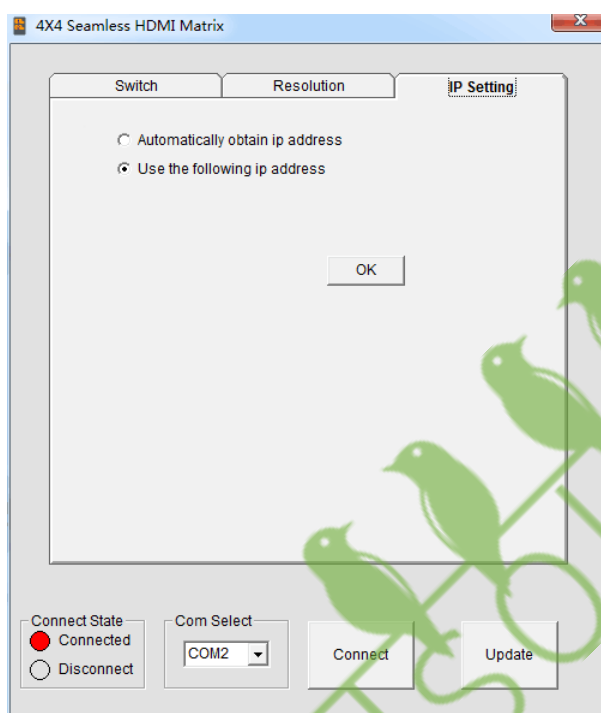 4X4 Seamless HDMI Matrix
Switch Resolution IP Setting
Automatically obtain ip address
Use the following ip address
OK
Connect State
Connected
Disconnect
Com Select
COM2
Connect
Update